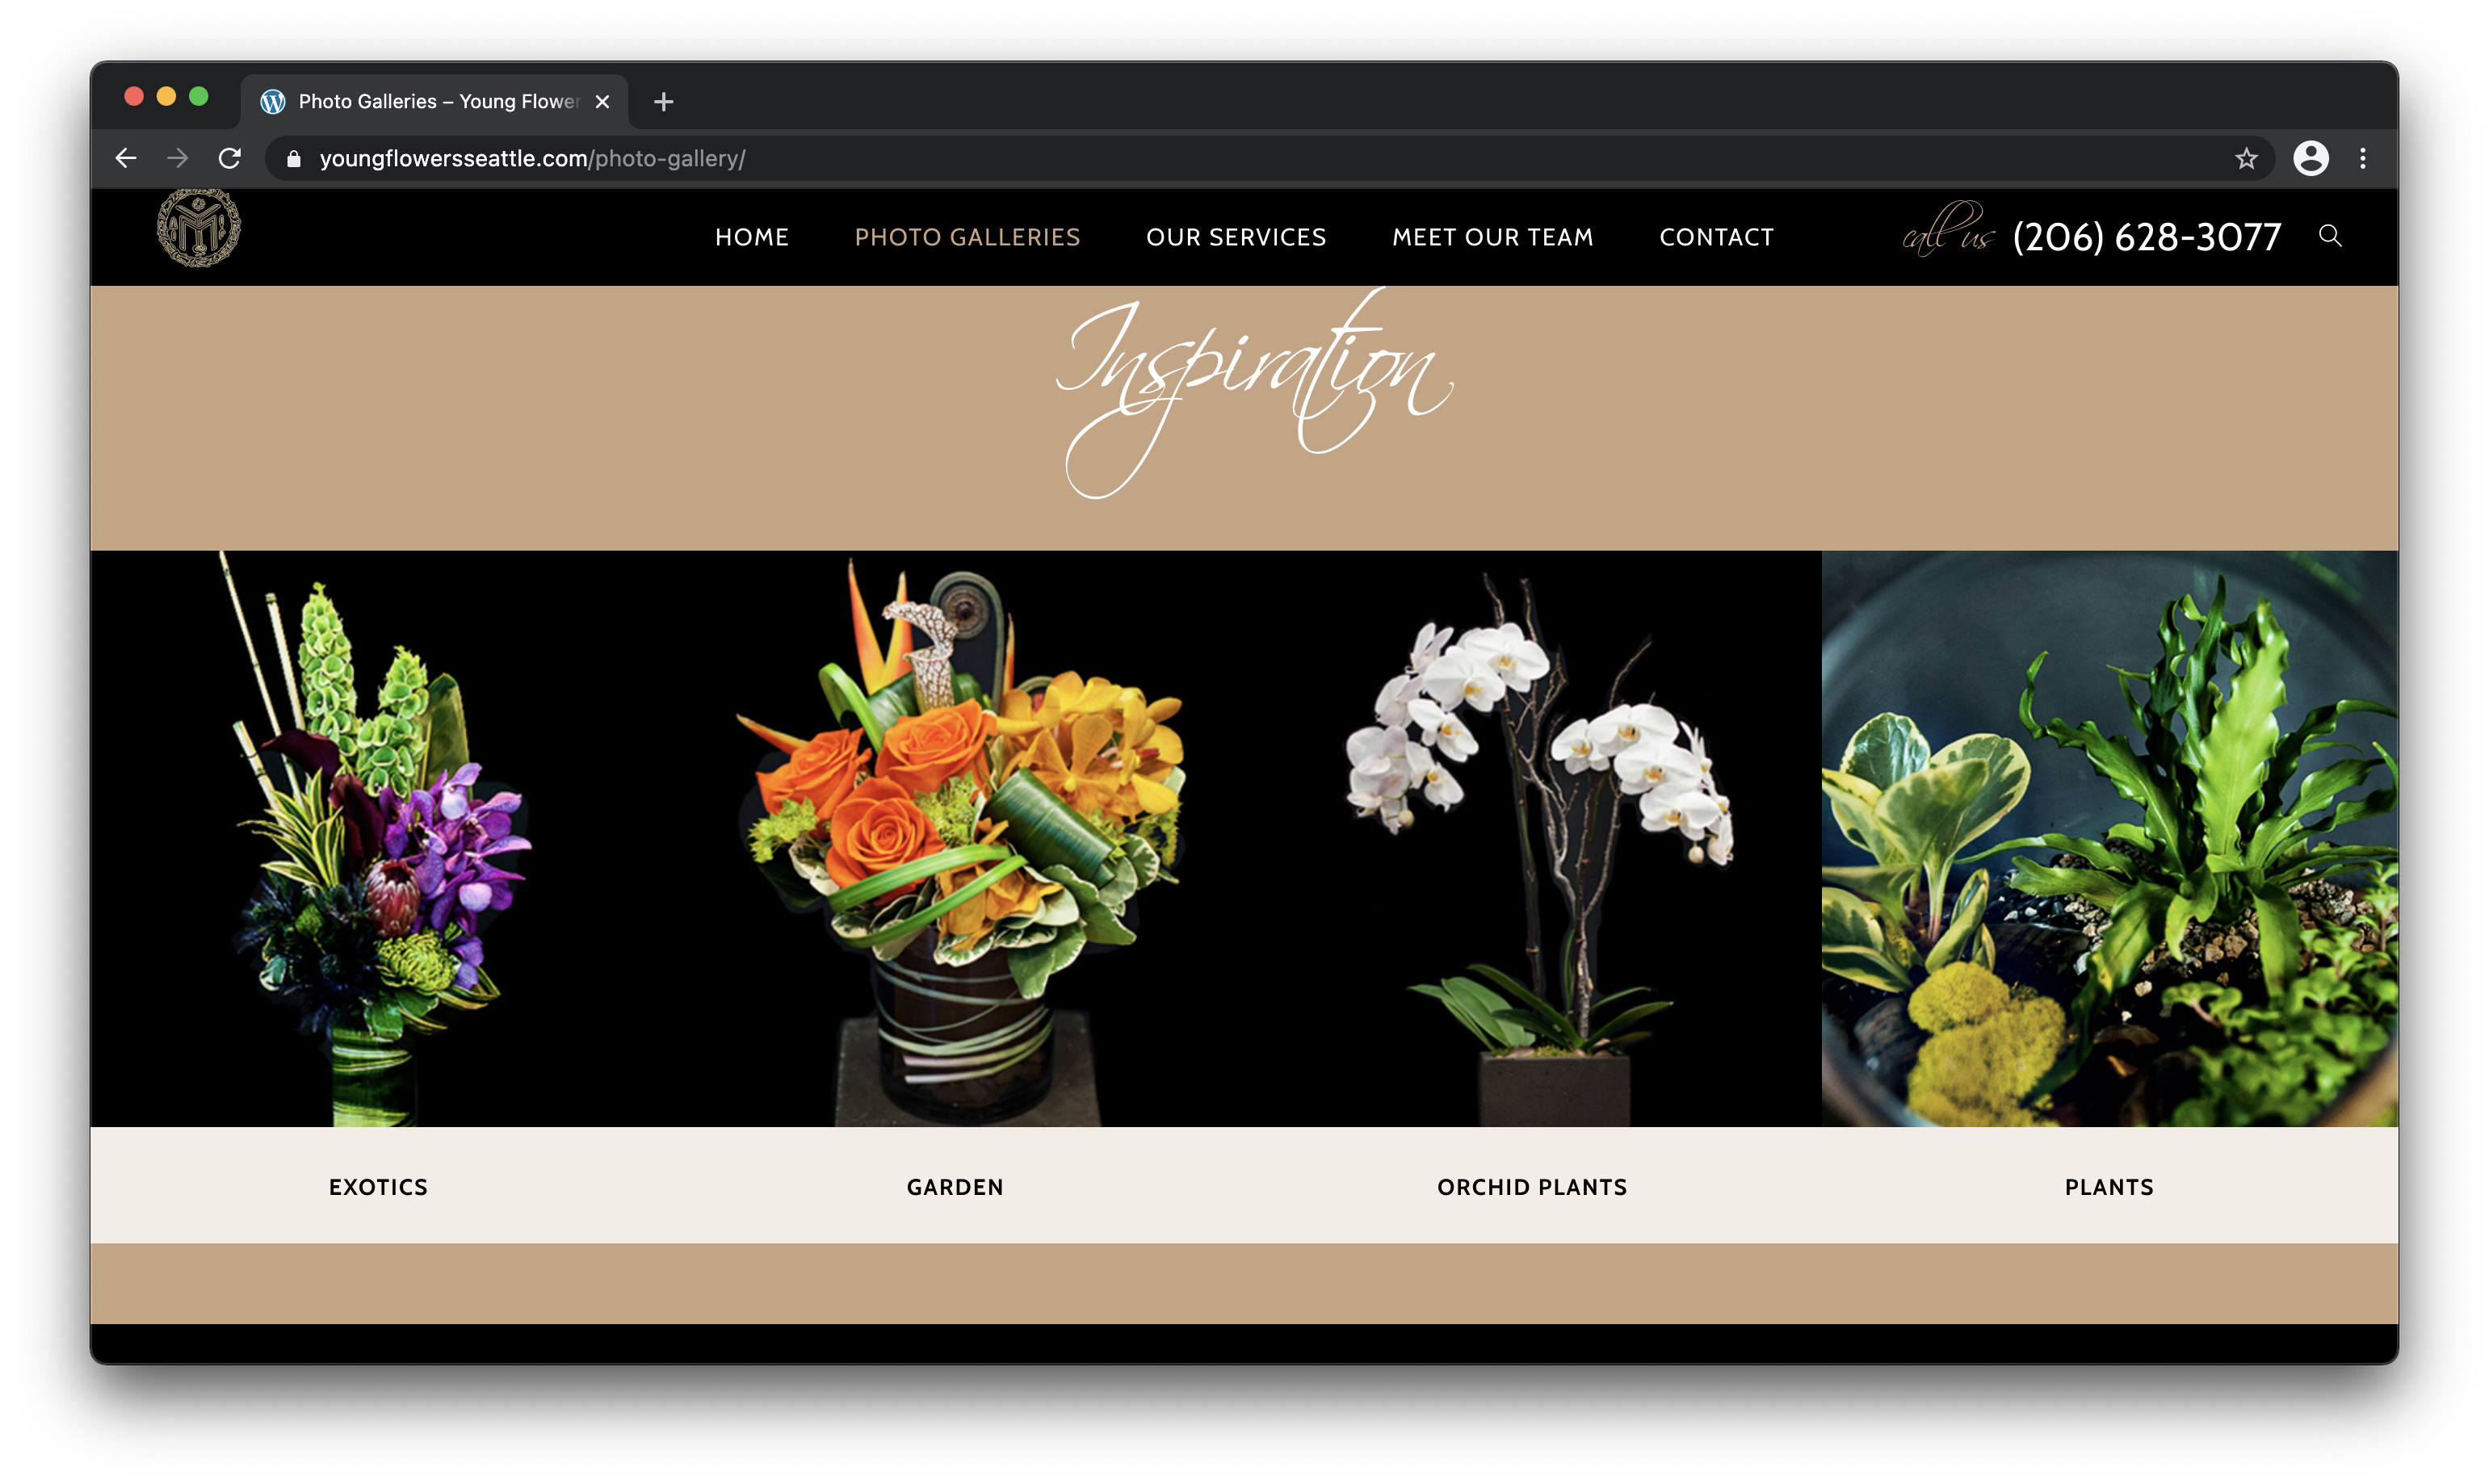 Photo Galleries – Young Flower
youngflowersseattle.com/photo-gallery/
HOME PHOTO GALLERIES OUR SERVICES MEET OUR TEAM CONTACT call us (206) 628-3077
Inspiration
EXOTICS GARDEN ORCHID PLANTS PLANTS